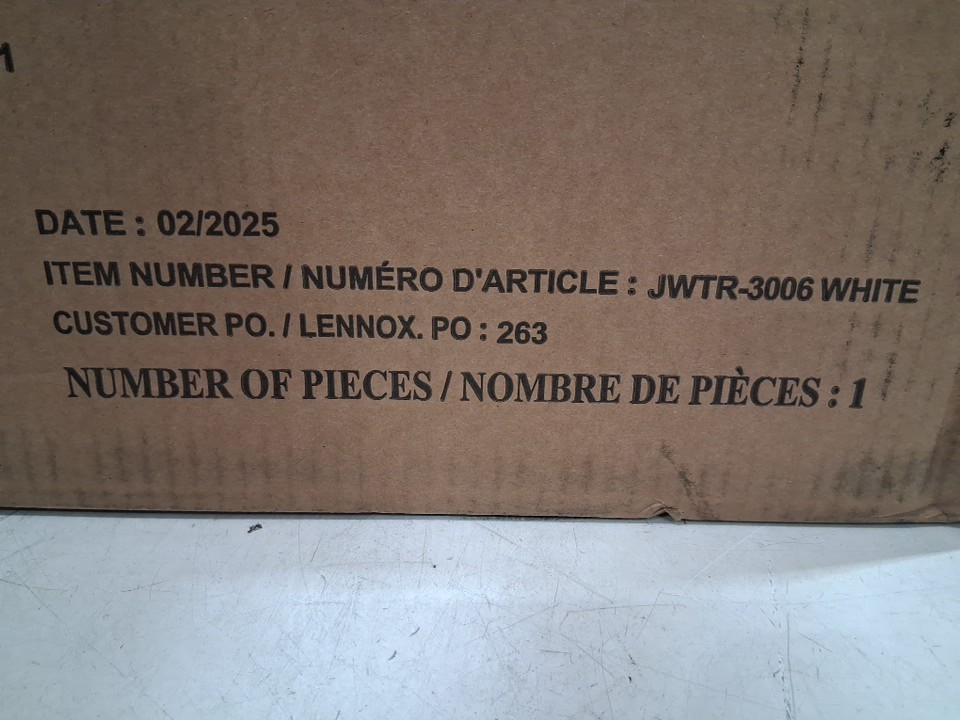 1
DATE : 02/2025
ITEM NUMBER / NUMÉRO D'ARTICLE : JWTR-3006 WHITE
CUSTOMER PO. / LENNOX. PO : 263
NUMBER OF PIECES / NOMBRE DE PIÈCES : 1